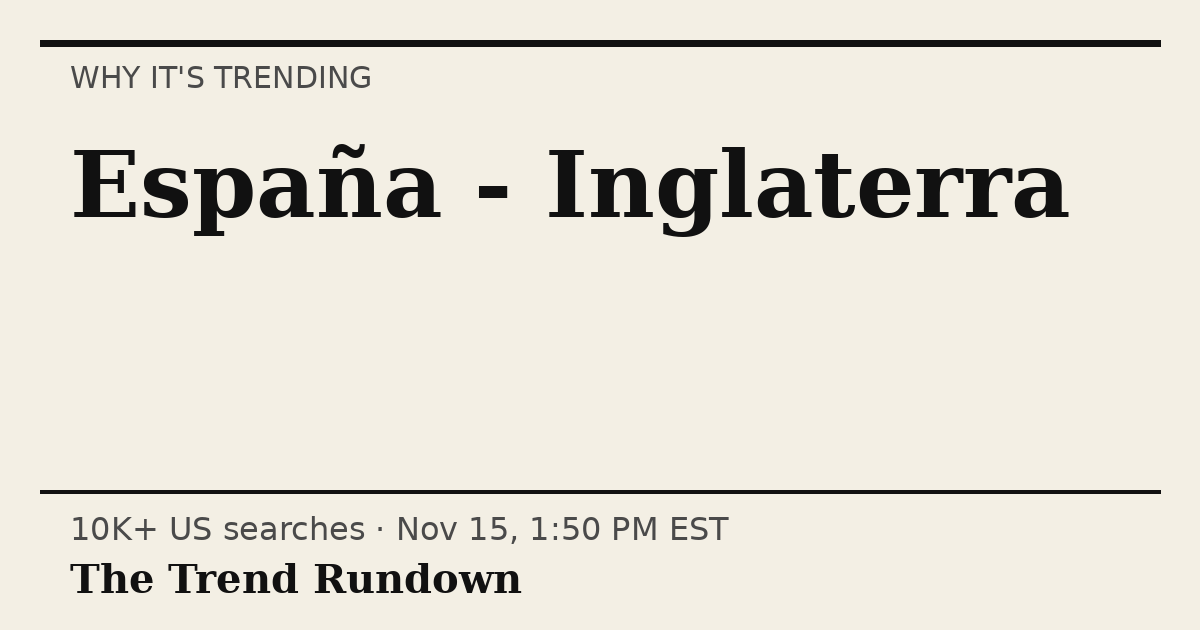 WHY IT'S TRENDING
España - Inglaterra
10K+ US searches · Nov 15, 1:50 PM EST
The Trend Rundown